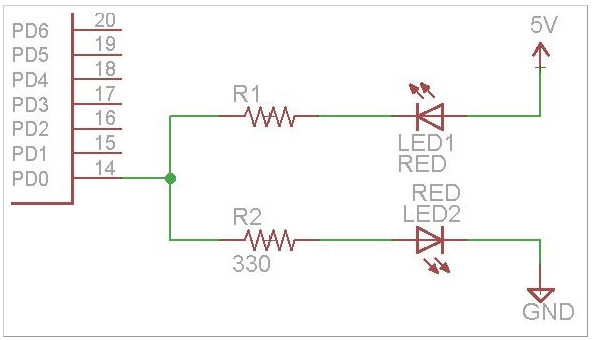 PD6 20
PD5 19
PD4 18
PD3 17
PD2 16
PD1 15
PD0 14
5V
R1
LED1
RED
RED
LED2
R2
330
GND